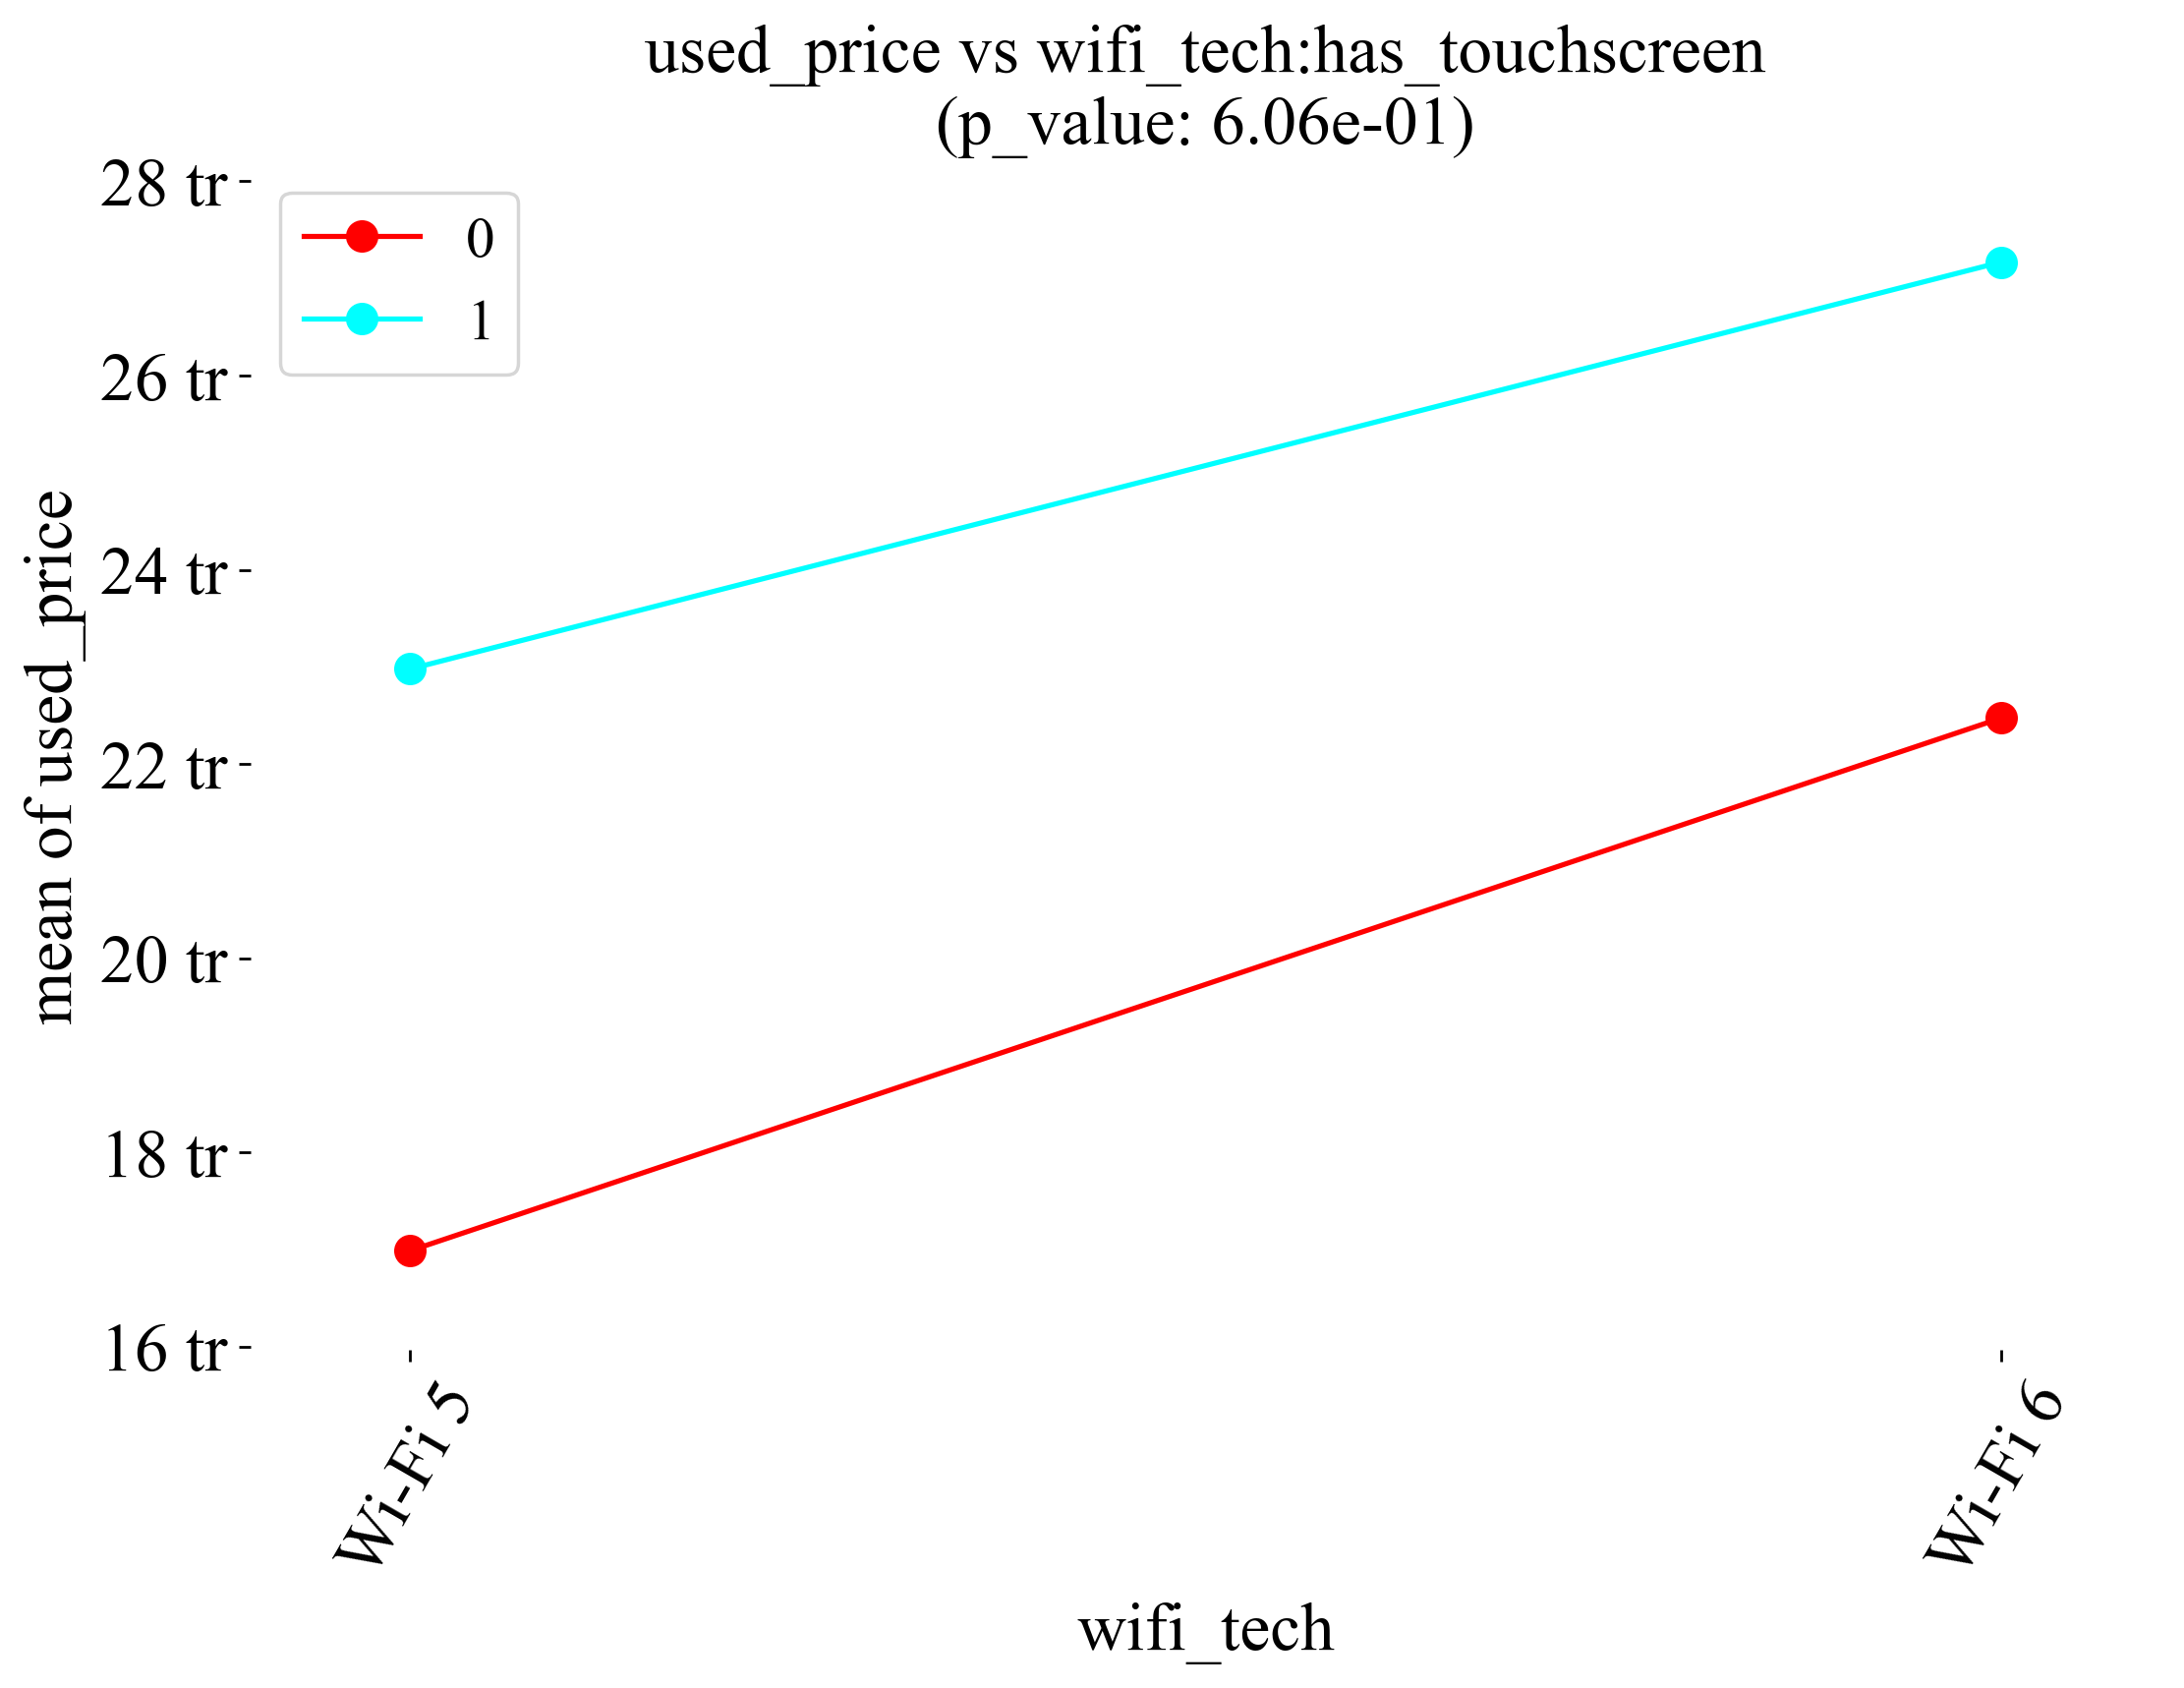 used_price vs wifi_tech:has_touchscreen
(p_value: 6.06e-01)
28 tr
26 tr
24 tr
22 tr
20 tr
18 tr
16 tr
mean of used_price
0
1
Wi-Fi 5
Wi-Fi 6
wifi_tech